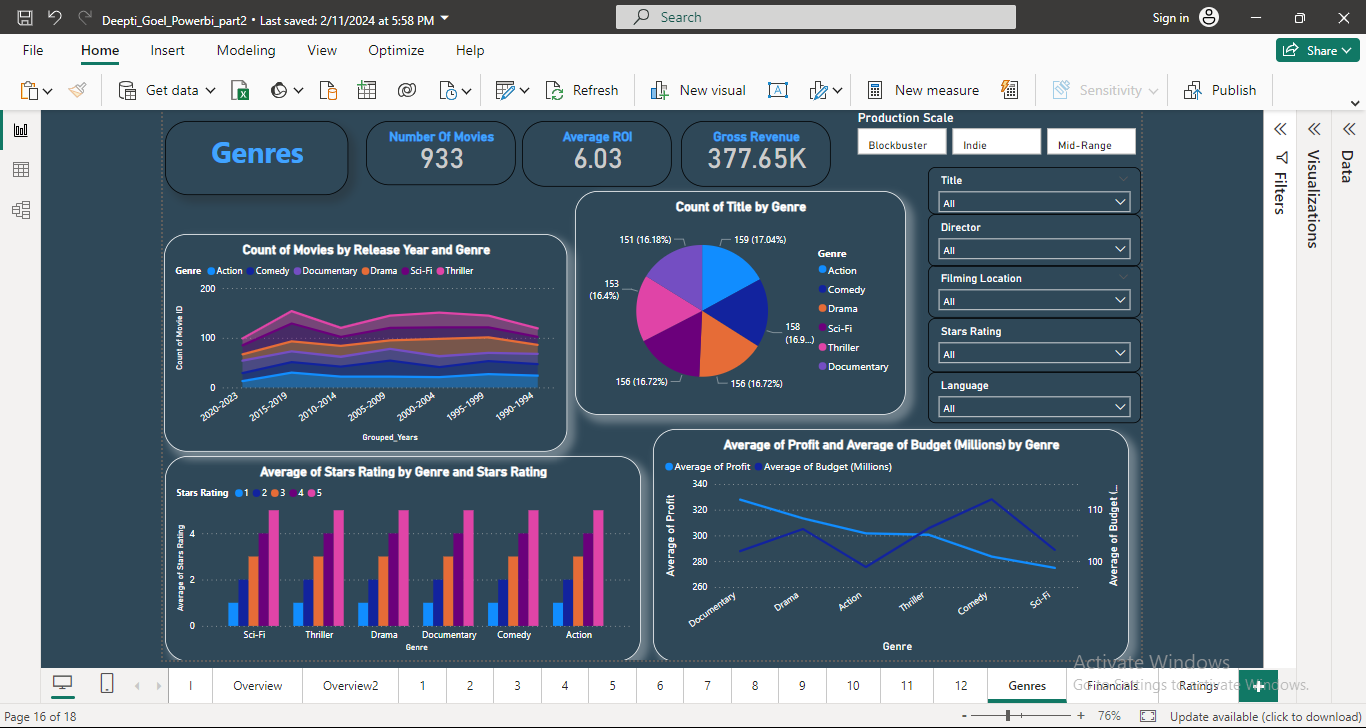 Deepti_Goel_Powerbi_part2 • Last saved: 2/11/2024 at 5:58 PM
Search
Sign in
File Home Insert Modeling View Optimize Help
Share
Get data
Refresh
New visual
New measure
Sensitivity
Publish
Genres
Number Of Movies
933
Average ROI
6.03
Gross Revenue
377.65K
Production Scale
Blockbuster
Indie
Mid-Range
Title
All
Director
All
Filming Location
All
Stars Rating
All
Language
All
Filters
Visualizations
Data
Count of Title by Genre
151 (16.18%)
159 (17.04%)
153
(16.4%)
158
(16.9...)
156 (16.72%)
156 (16.72%)
Genre
Action
Comedy
Drama
Sci-Fi
Thriller
Documentary
Count of Movies by Release Year and Genre
Genre Action Comedy Documentary Drama Sci-Fi Thriller
Count of Movie ID
200
100
0
2020-2023
2015-2019
2010-2014
2005-2009
2000-2004
1995-1999
1990-1994
Grouped_Years
Average of Stars Rating by Genre and Stars Rating
Stars Rating 1 2 3 4 5
Average of Stars Rating
4
2
0
Sci-Fi Thriller Drama Documentary Comedy Action
Genre
Average of Profit and Average of Budget (Millions) by Genre
Average of Profit Average of Budget (Millions)
Average of Profit
340
320
300
280
260
110
100
Average of Budget (...
Documentary
Drama
Action
Thriller
Comedy
Sci-Fi
Genre
Activate Windows
Go to Settings to activate Windows.
I Overview Overview2 1 2 3 4 5 6 7 8 9 10 11 12 Genres Financials Ratings
Page 16 of 18
- + 76%
Update available (click to download)